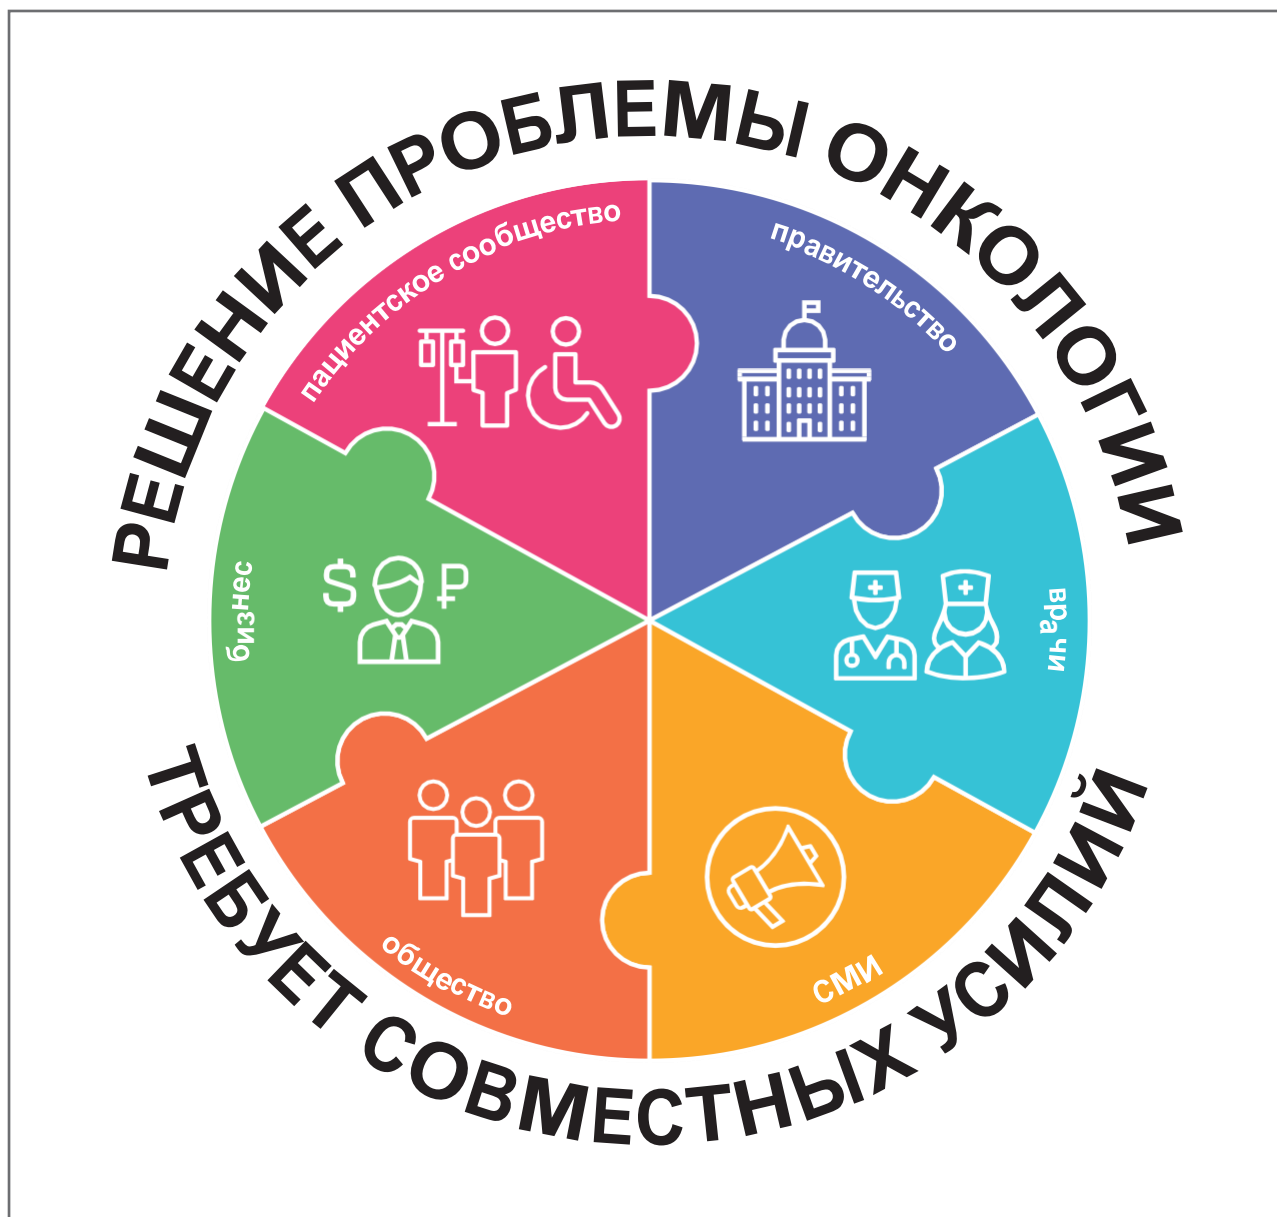 РЕШЕНИЕ ПРОБЛЕМЫ ОНКОЛОГИИ
пациентское сообщество
правительство
бизнес
врачи
общество
СМИ
ТРЕБУЕТ СОВМЕСТНЫХ УСИЛИЙ